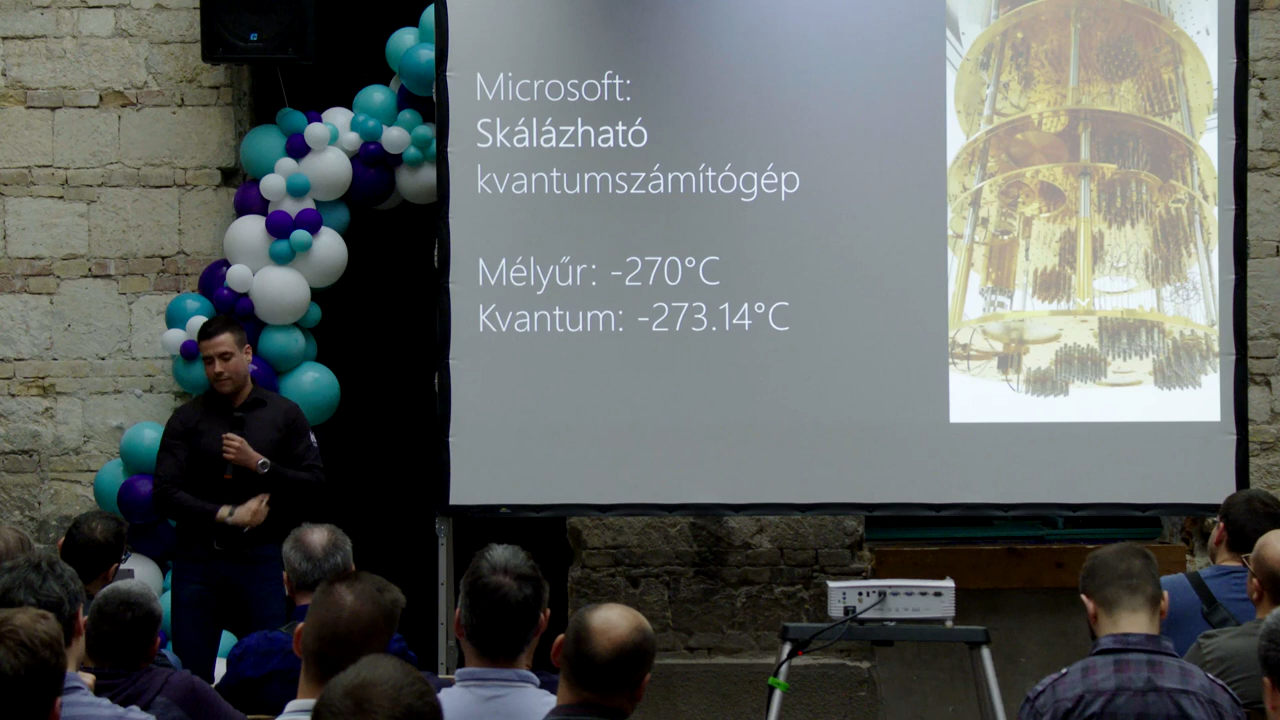 Microsoft:
Skálázható
kvantumszámítógép
Mélyűr: -270°C
Kvantum: -273.14°C